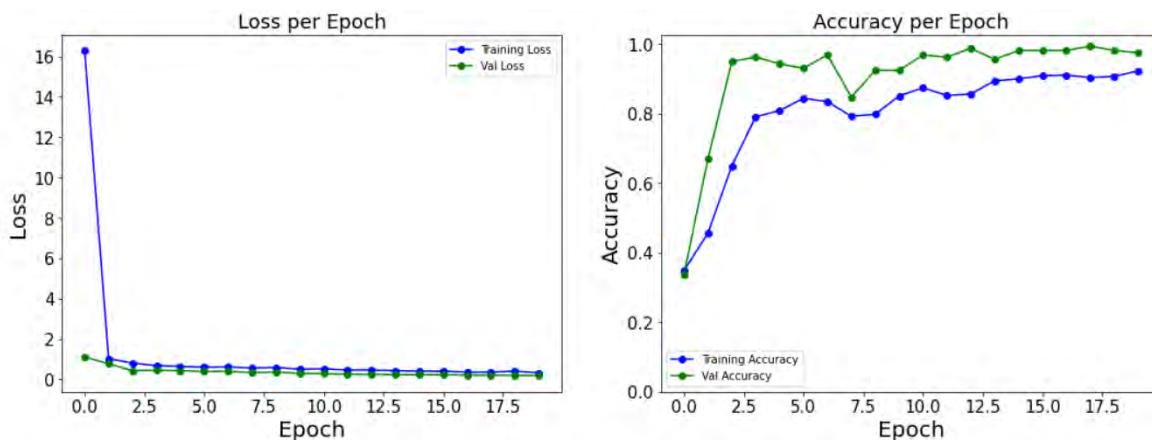 Loss per Epoch
Training Loss
Val Loss
16
14
12
10
8
6
4
2
0
Loss
0.0 2.5 5.0 7.5 10.0 12.5 15.0 17.5
Epoch
Accuracy per Epoch
1.0
0.8
0.6
0.4
0.2
0.0
Accuracy
Training Accuracy
Val Accuracy
0.0 2.5 5.0 7.5 10.0 12.5 15.0 17.5
Epoch